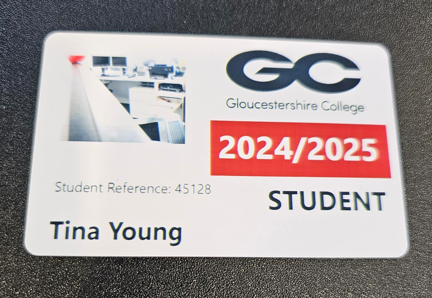 GC
Gloucestershire College
2024/2025
Student Reference: 45128
STUDENT
Tina Young